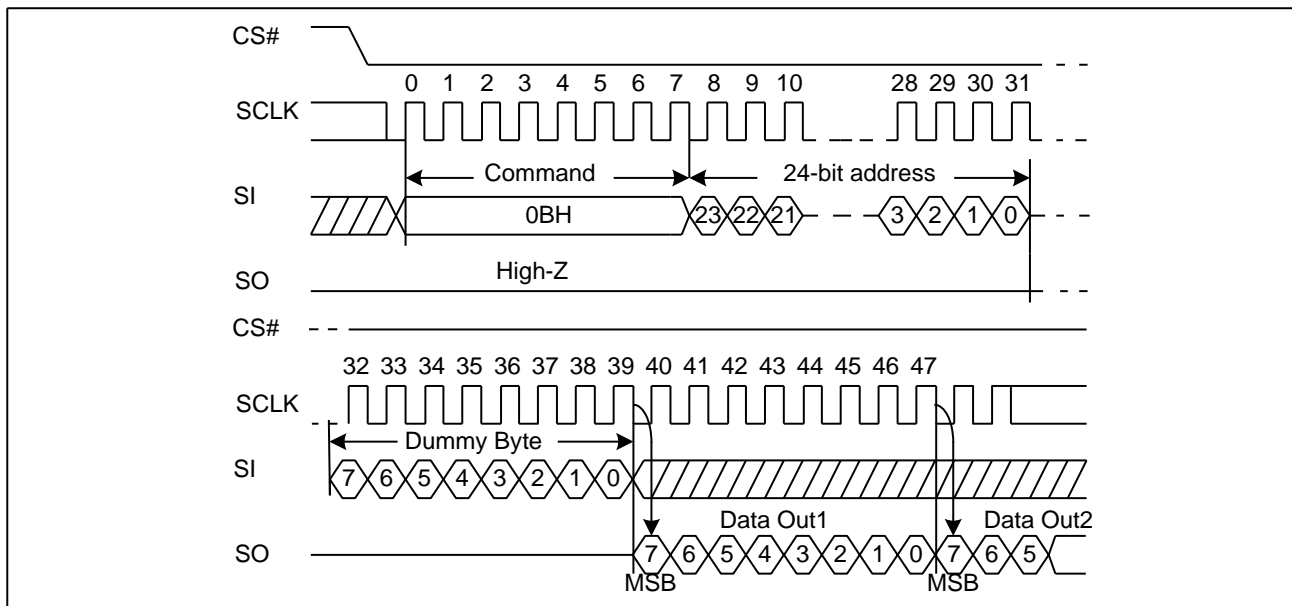 CS#
0 1 2 3 4 5 6 7 8 9 10 28 29 30 31
SCLK
Command 24-bit address
SI
0BH 23 22 21 3 2 1 0
High-Z
SO
CS#
32 33 34 35 36 37 38 39 40 41 42 43 44 45 46 47
SCLK
Dummy Byte
SI
7 6 5 4 3 2 1 0
Data Out1 Data Out2
SO
7 6 5 4 3 2 1 0 7 6 5
MSB MSB